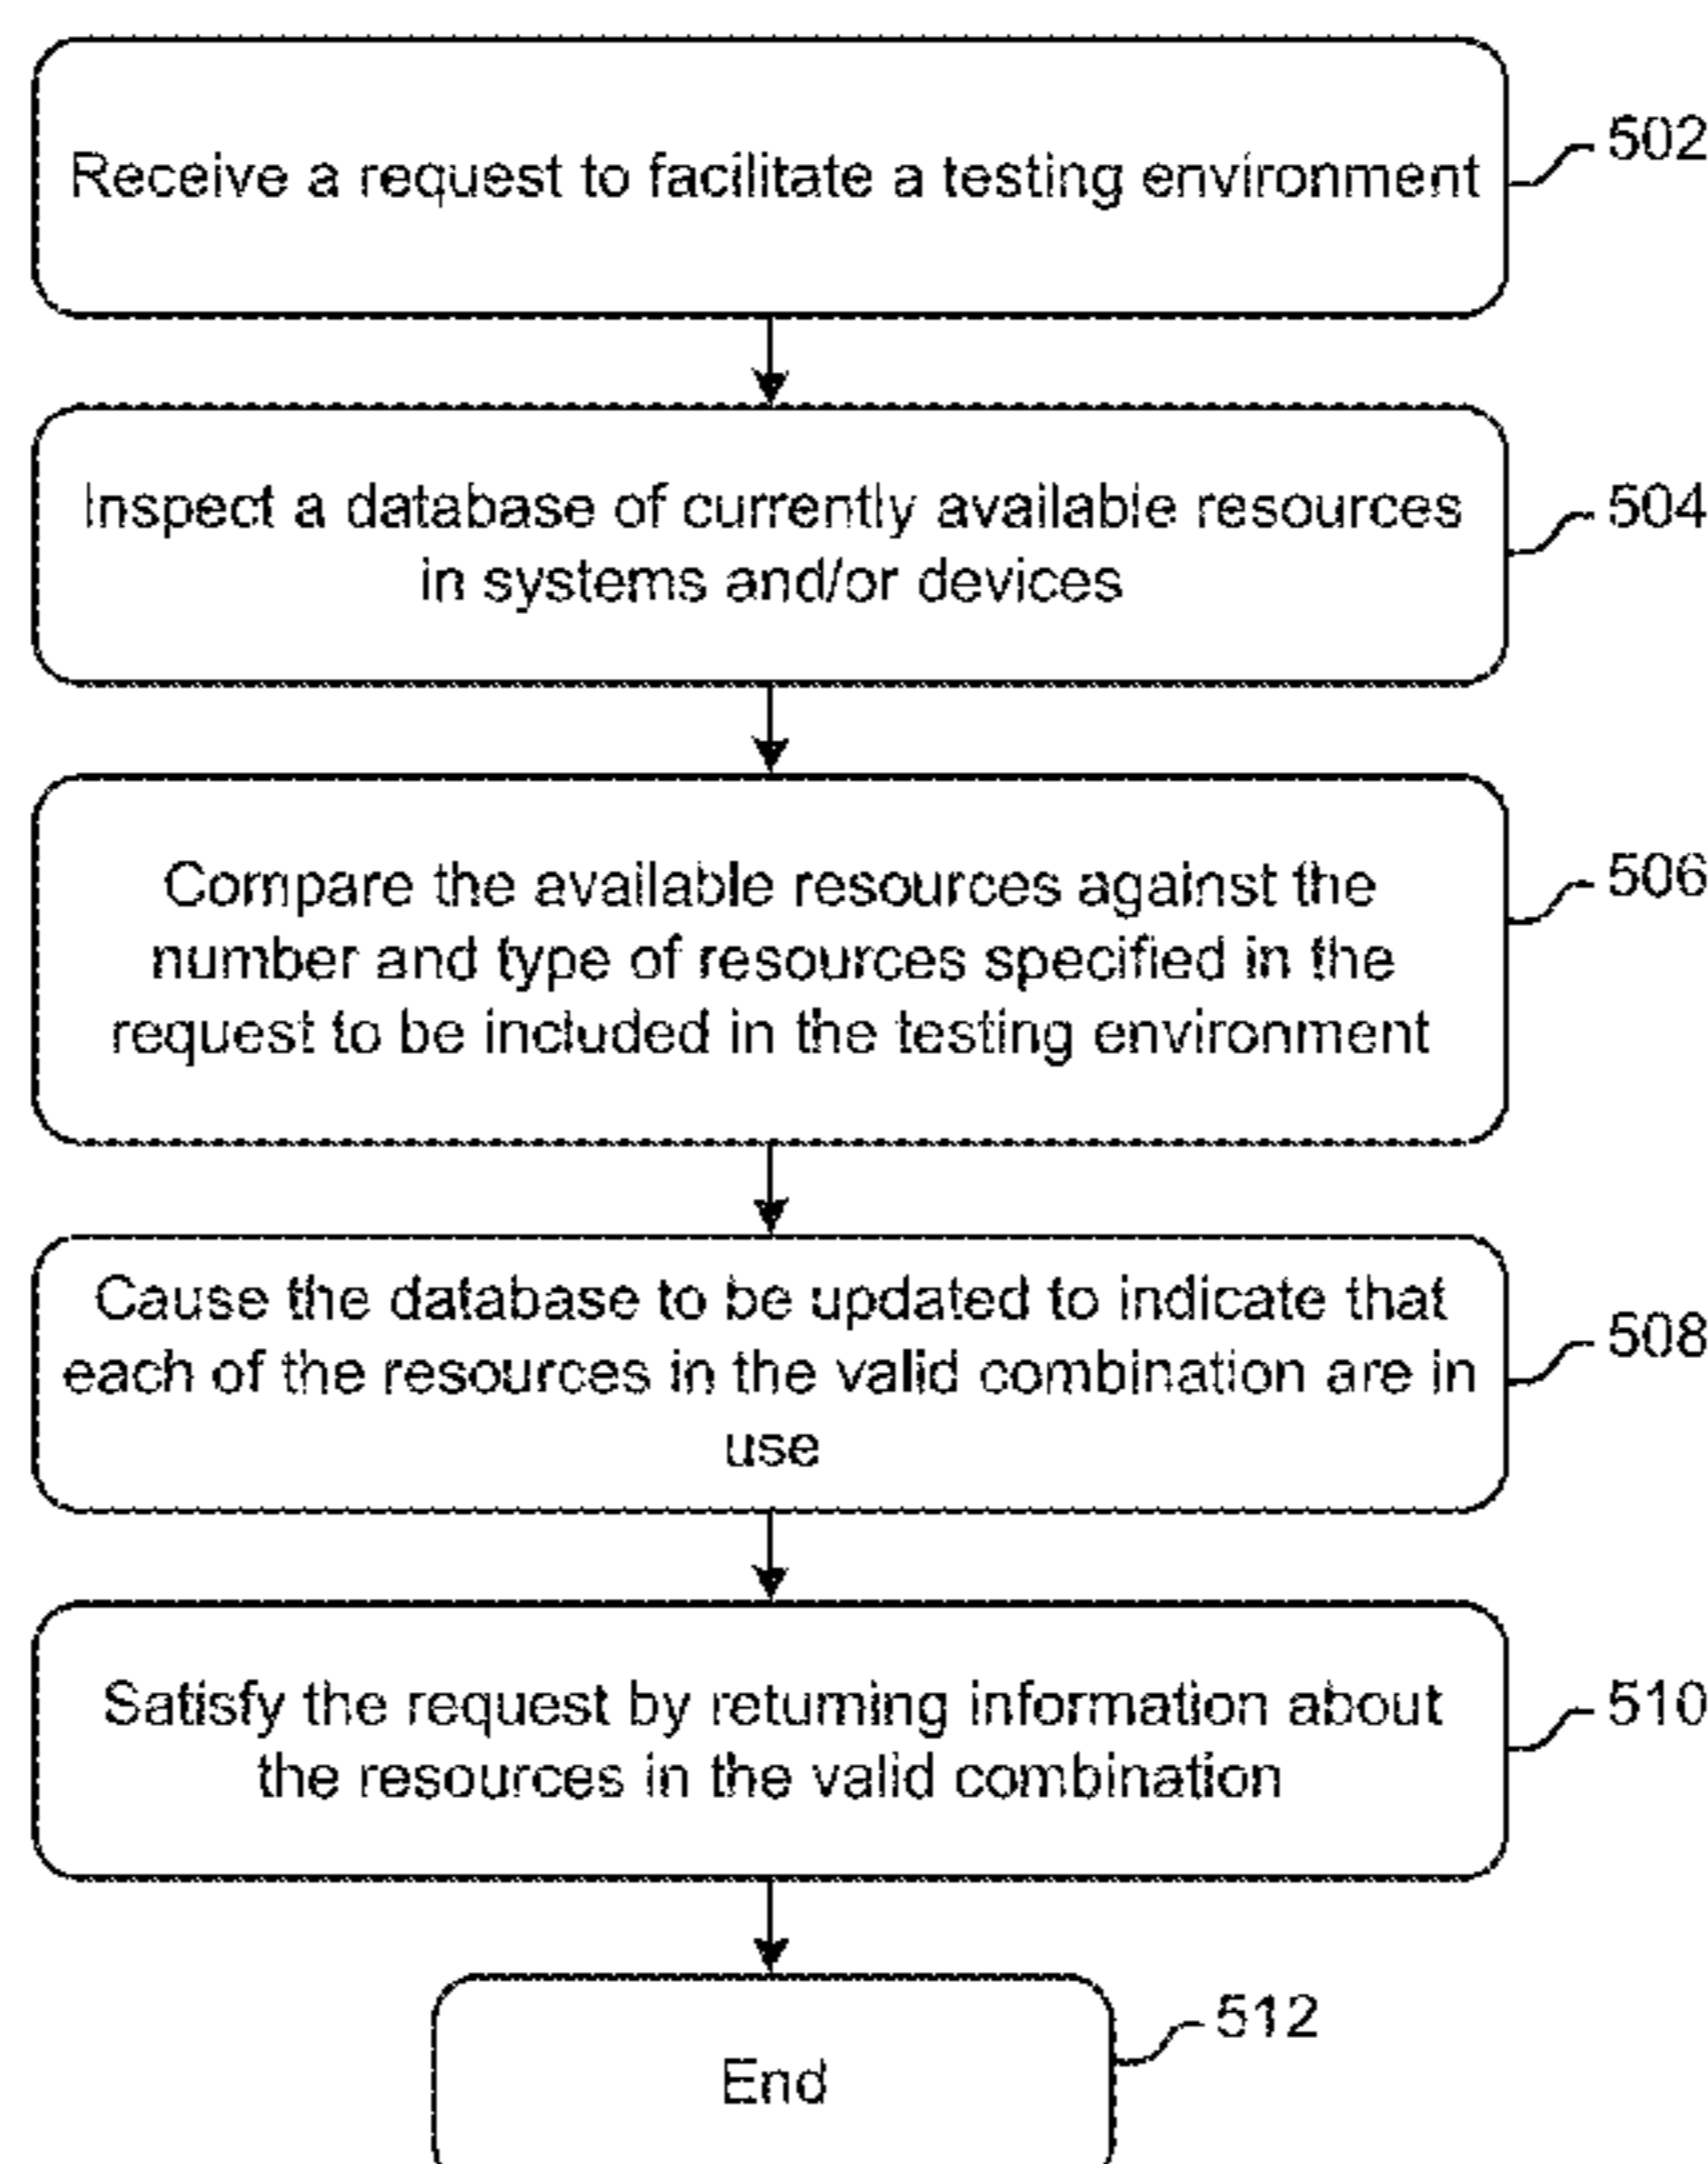 Receive a request to facilitate a testing environment
502
Inspect a database of currently available resources
in systems and/or devices
504
Compare the available resources against the
number and type of resources specified in the
request to be included in the testing environment
506
Cause the database to be updated to indicate that
each of the resources in the valid combination are in
use
508
Satisfy the request by returning information about
the resources in the valid combination
510
End
512